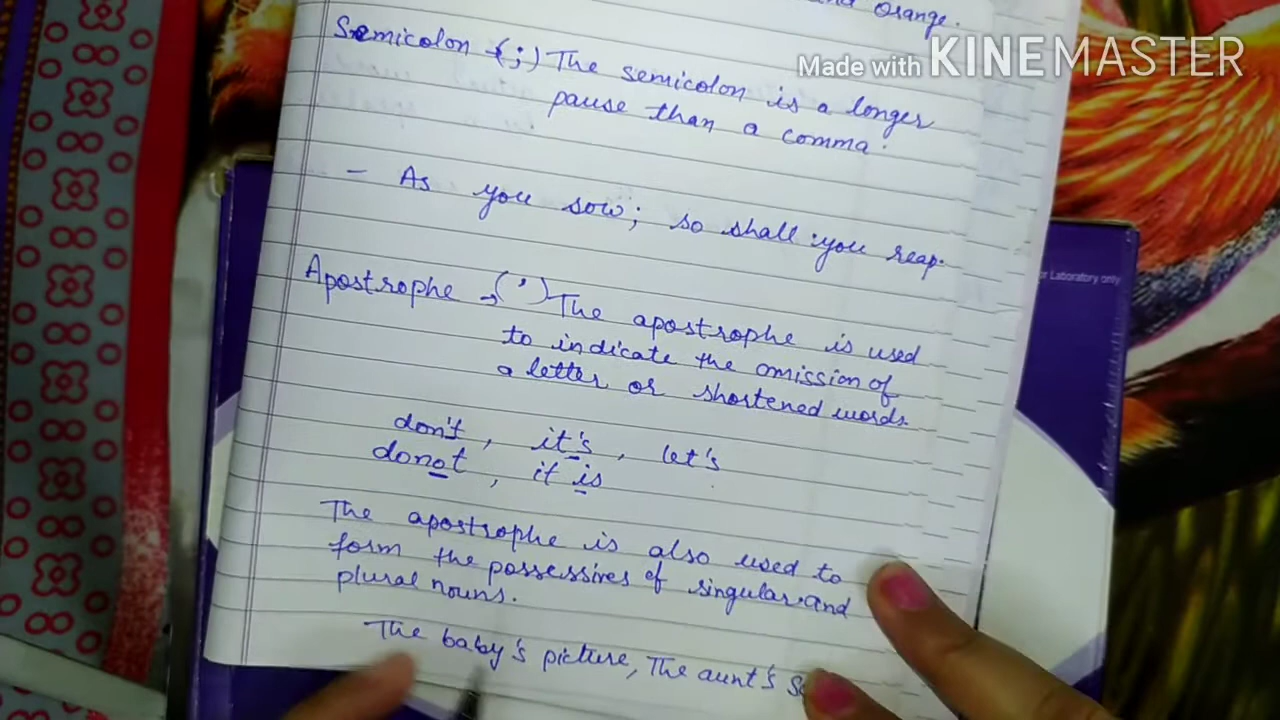 orange.
Made with KINEMASTER
Semicolon - (;) The semicolon is a longer
pause than a comma.
- As you sow; so shall you reap.
or Laboratory only
Apostrophe → (') The apostrophe is used
to indicate the omission of
a letter or shortened words.
don't, it's, let's
donot, it is
The apostrophe is also used to
form the possessives of singular and
plural nouns.
The baby's picture, The aunt's